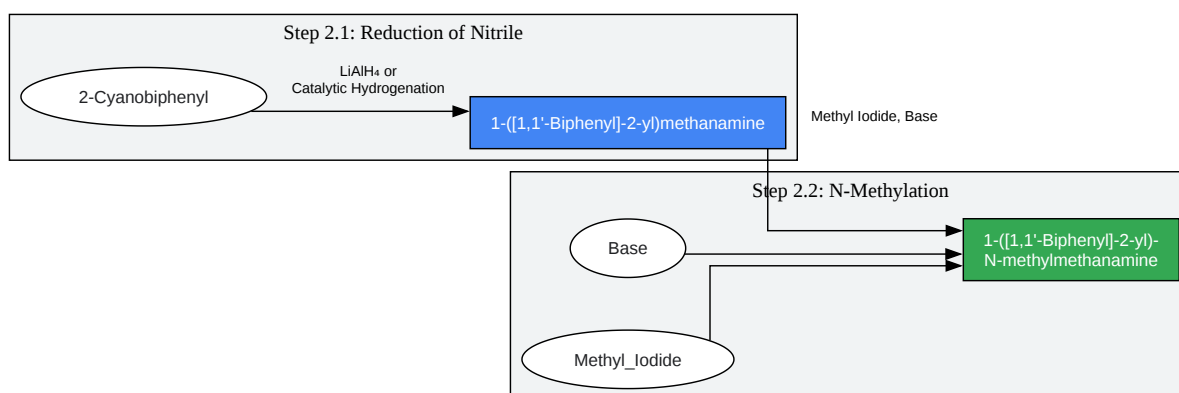 Step 2.1: Reduction of Nitrile
LiAlH₄ or
Catalytic Hydrogenation
2-Cyanobiphenyl
1-([1,1'-Biphenyl]-2-yl)methanamine
Methyl Iodide, Base
Step 2.2: N-Methylation
Base
1-([1,1'-Biphenyl]-2-yl)-
N-methylmethanamine
Methyl_Iodide